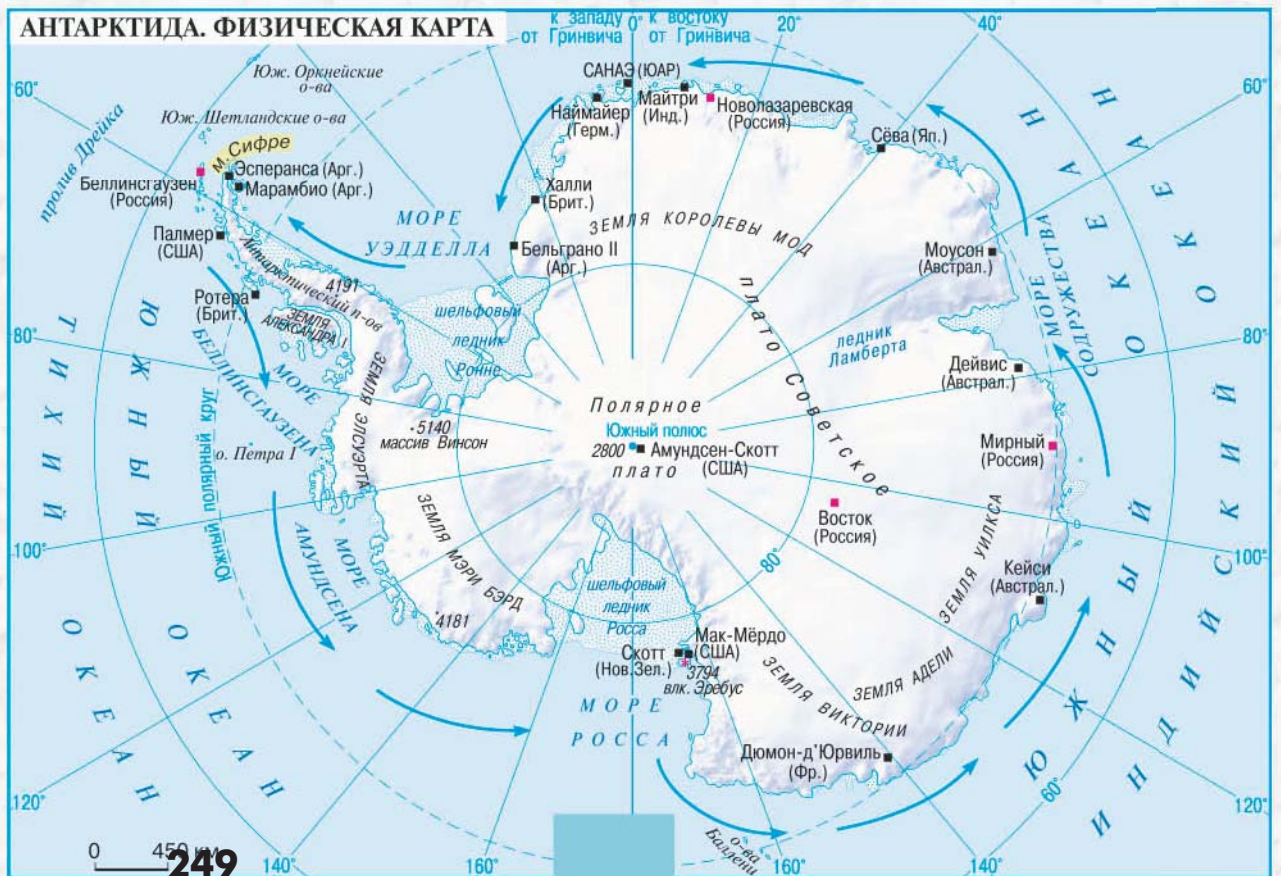 АНТАРКТИДА. ФИЗИЧЕСКАЯ КАРТА
к западу 0° к востоку
от Гринвича от Гринвича
20°
40°
60°
80°
100°
120°
60°
80°
100°
120°
140°
160°
160°
140°
60°
80°
Юж. Оркнейские
о-ва
Юж. Шетландские о-ва
пролив Дрейка
м. Сифре
Эсперанса (Арг.)
Марамбио (Арг.)
Беллинсгаузен
(Россия)
Палмер
(США)
Ротера
(Брит.)
САНАЭ (ЮАР)
Наймайер
(Герм.)
Майтри
(Инд.)
Новолазаревская
(Россия)
Сёва (Яп.)
Халли
(Брит.)
Бельграно II
(Арг.)
МОРЕ
УЭДДЕЛЛА
ЗЕМЛЯ КОРОЛЕВЫ МОД
Моусон
(Австрал.)
МОРЕ
СОДРУЖЕСТВА
Антарктический п-ов
4191
ЗЕМЛЯ
АЛЕКСАНДРА I
шельфовый
ледник
Ронне
плато Советское
ледник
Ламберта
Дейвис
(Австрал.)
МОРЕ
БЕЛЛИНСГАУЗЕНА
о. Петра I
ЗЕМЛЯ ЭЛСУЭРТА
5140
массив Винсон
Полярное
Южный полюс
2800
плато
Амундсен-Скотт
(США)
Мирный
(Россия)
Восток
(Россия)
Южный полярный круг
МОРЕ
АМУНДСЕНА
ЗЕМЛЯ МЭРИ БЭРД
4181
шельфовый
ледник
Росса
ЗЕМЛЯ УИЛКСА
Кейси
(Австрал.)
Скотт
(Нов.Зел.)
Мак-Мёрдо
(США)
3794
влк. Эребус
ЗЕМЛЯ ВИКТОРИИ
ЗЕМЛЯ АДЕЛИ
МОРЕ
РОССА
Дюмон-д'Юрвиль
(Фр.)
о-ва
Баллени
ТИХИЙ ОКЕАН
ЮЖНЫЙ ОКЕАН
ЮЖНЫЙ ОКЕАН
ИНДИЙСКИЙ ОКЕАН
0 450 км
249